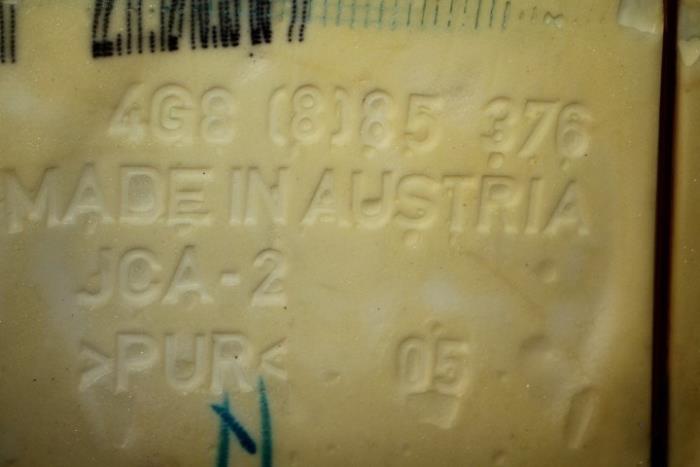 4G8 (8)85 376
MADE IN AUSTRIA
JCA-2
>PUR< 05
N